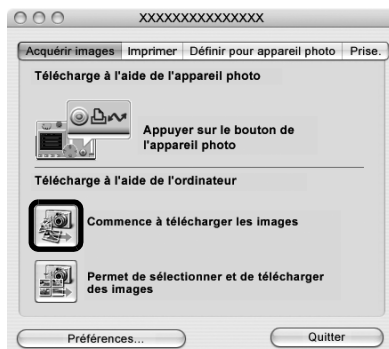 XXXXXXXXXXXXXXX
Acquérir images Imprimer Définir pour appareil photo Prise.
Télécharge à l'aide de l'appareil photo
Appuyer sur le bouton de
l'appareil photo
Télécharge à l'aide de l'ordinateur
Commence à télécharger les images
Permet de sélectionner et de télécharger
des images
Préférences... Quitter